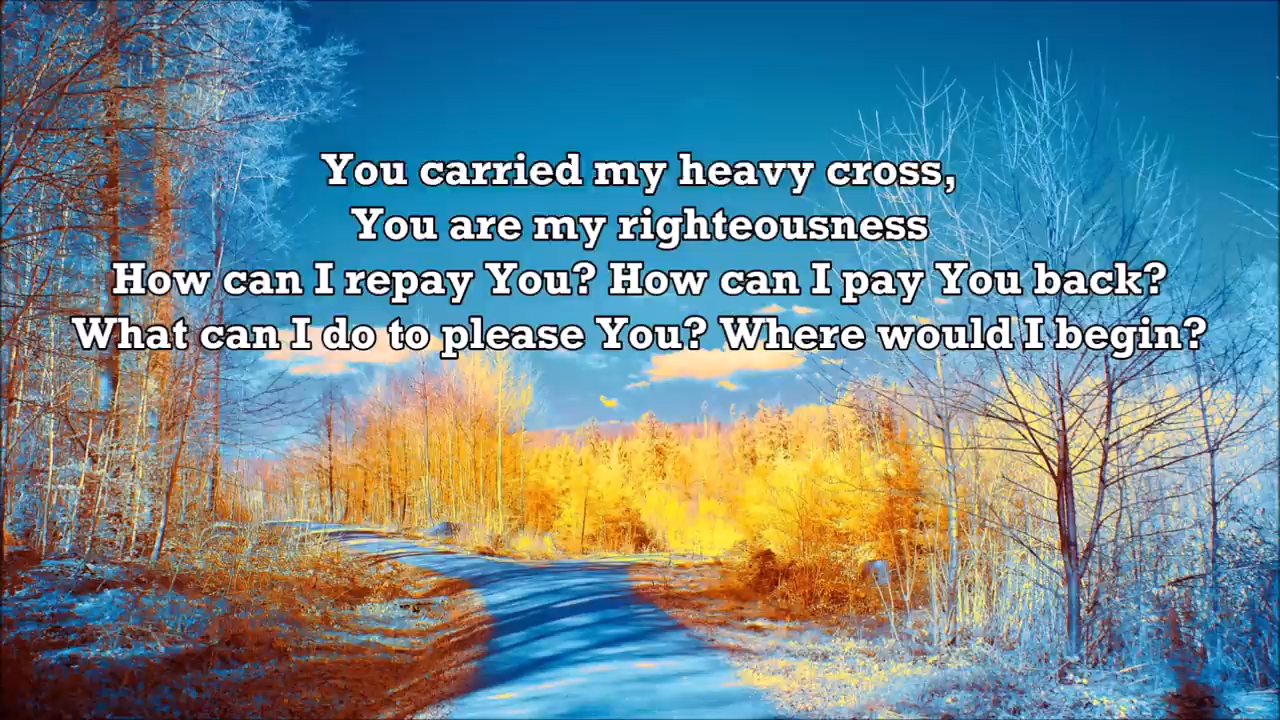 You carried my heavy cross,
You are my righteousness
How can I repay You? How can I pay You back?
What can I do to please You? Where would I begin?